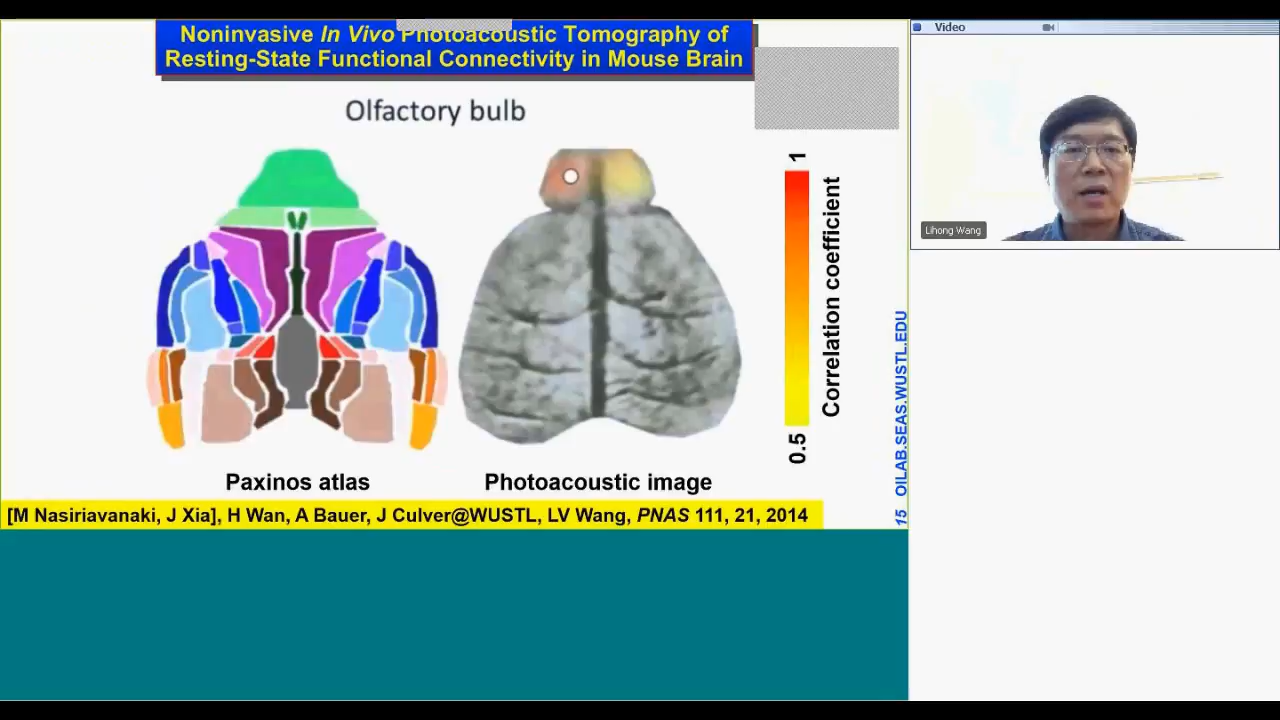 Noninvasive In Vivo Photoacoustic Tomography of
Resting-State Functional Connectivity in Mouse Brain
Olfactory bulb
1
Correlation coefficient
0.5
Paxinos atlas
Photoacoustic image
[M Nasiriavanaki, J Xia], H Wan, A Bauer, J Culver@WUSTL, LV Wang, PNAS 111, 21, 2014
15 OILAB.SEAS.WUSTL.EDU
Video
Lihong Wang